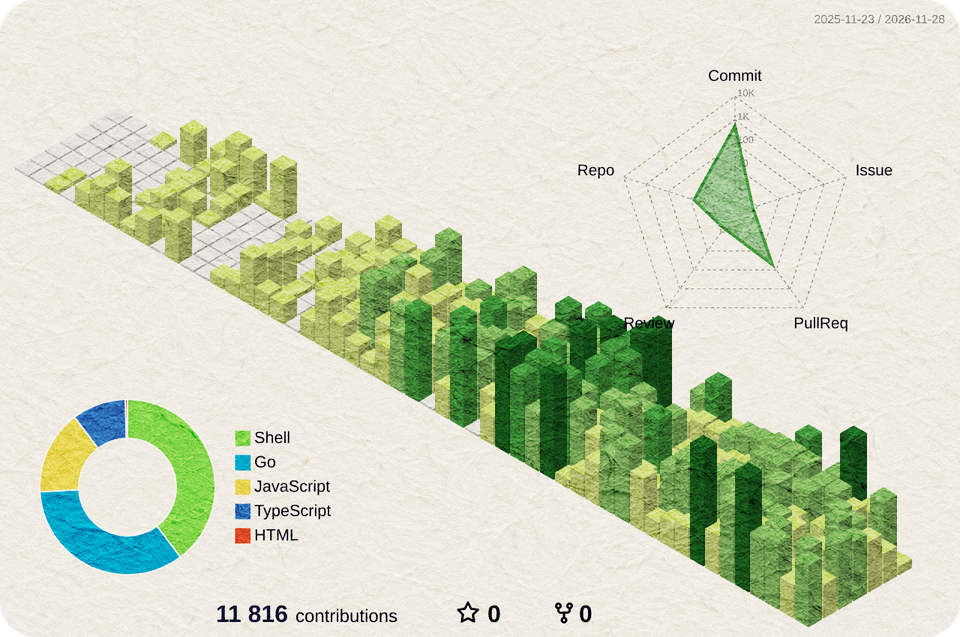 2025-11-23 / 2026-11-28
Commit
10K
1K
Repo
Issue
Review
PullReq
Shell
Go
JavaScript
TypeScript
HTML
11 816 contributions
0
0